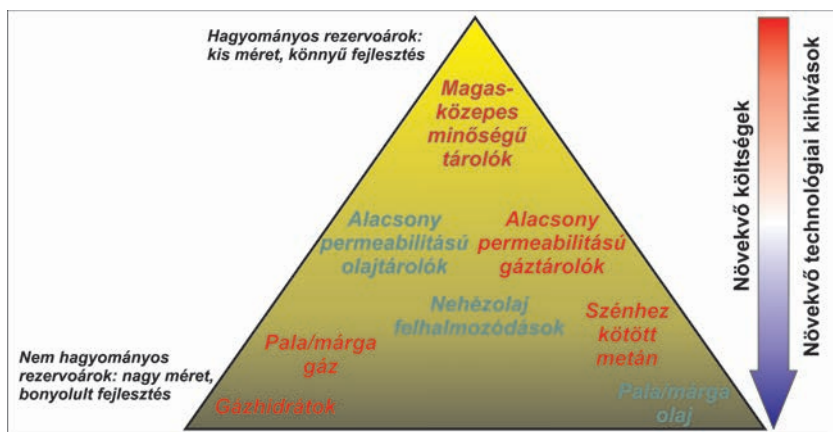 Hagyományos rezervoárok:
kis méret, könnyű fejlesztés
Magas-
közepes
minőségű
tárolók
Alacsony
permeabilitású
olajtárolók
Alacsony
permeabilitású
gáztárolók
Nehézolaj
felhalmozódások
Szénhez
kötött
metán
Pala/márga
gáz
Nem hagyományos
rezervoárok: nagy méret,
bonyolult fejlesztés
Gázhidrátok
Pala/márga
olaj
Növekvő költségek
Növekvő technológiai kihívások